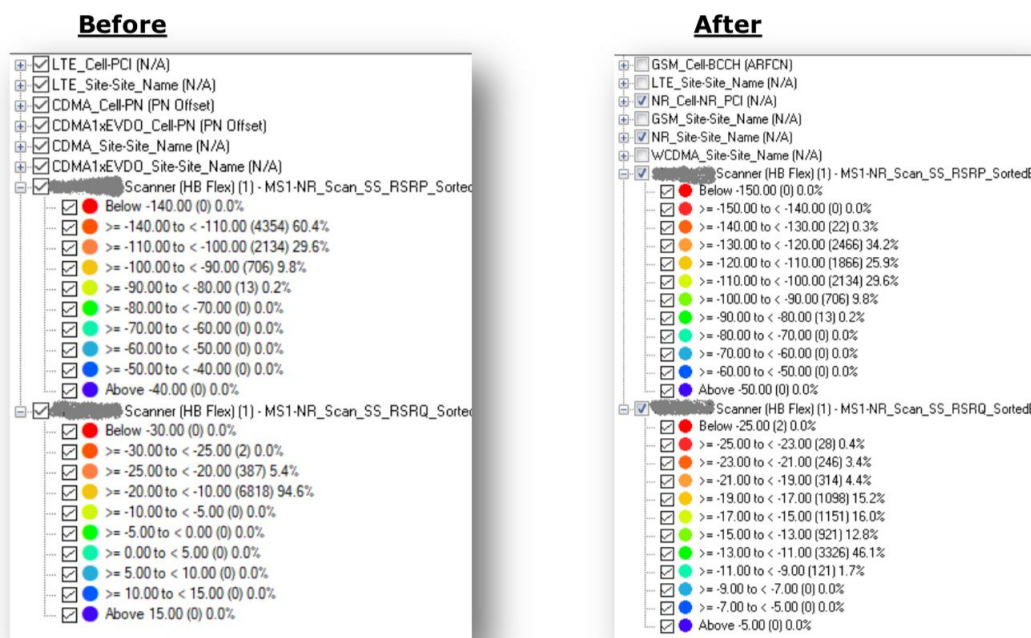 Before
LTE_Cell-PCI (N/A)
LTE_Site-Site_Name (N/A)
CDMA_Cell-PN (PN Offset)
CDMA1xEVDO_Cell-PN (PN Offset)
CDMA_Site-Site_Name (N/A)
CDMA1xEVDO_Site-Site_Name (N/A)
Scanner (HB Flex) (1) - MS1-NR_Scan_SS_RSRP_Sorted
Below -140.00 (0) 0.0%
>= -140.00 to < -110.00 (4354) 60.4%
>= -110.00 to < -100.00 (2134) 29.6%
>= -100.00 to < -90.00 (706) 9.8%
>= -90.00 to < -80.00 (13) 0.2%
>= -80.00 to < -70.00 (0) 0.0%
>= -70.00 to < -60.00 (0) 0.0%
>= -60.00 to < -50.00 (0) 0.0%
>= -50.00 to < -40.00 (0) 0.0%
Above -40.00 (0) 0.0%
Scanner (HB Flex) (1) - MS1-NR_Scan_SS_RSRQ_Sorted
Below -30.00 (0) 0.0%
>= -30.00 to < -25.00 (2) 0.0%
>= -25.00 to < -20.00 (387) 5.4%
>= -20.00 to < -10.00 (6818) 94.6%
>= -10.00 to < -5.00 (0) 0.0%
>= -5.00 to < 0.00 (0) 0.0%
>= 0.00 to < 5.00 (0) 0.0%
>= 5.00 to < 10.00 (0) 0.0%
>= 10.00 to < 15.00 (0) 0.0%
Above 15.00 (0) 0.0%
After
GSM_Cell-BCCH (ARFCN)
LTE_Site-Site_Name (N/A)
NR_Cell-NR_PCI (N/A)
GSM_Site-Site_Name (N/A)
NR_Site-Site_Name (N/A)
WCDMA_Site-Site_Name (N/A)
Scanner (HB Flex) (1) - MS1-NR_Scan_SS_RSRP_SortedB
Below -150.00 (0) 0.0%
>= -150.00 to < -140.00 (0) 0.0%
>= -140.00 to < -130.00 (22) 0.3%
>= -130.00 to < -120.00 (2466) 34.2%
>= -120.00 to < -110.00 (1866) 25.9%
>= -110.00 to < -100.00 (2134) 29.6%
>= -100.00 to < -90.00 (706) 9.8%
>= -90.00 to < -80.00 (13) 0.2%
>= -80.00 to < -70.00 (0) 0.0%
>= -70.00 to < -60.00 (0) 0.0%
>= -60.00 to < -50.00 (0) 0.0%
Above -50.00 (0) 0.0%
Scanner (HB Flex) (1) - MS1-NR_Scan_SS_RSRQ_SortedB
Below -25.00 (2) 0.0%
>= -25.00 to < -23.00 (28) 0.4%
>= -23.00 to < -21.00 (246) 3.4%
>= -21.00 to < -19.00 (314) 4.4%
>= -19.00 to < -17.00 (1098) 15.2%
>= -17.00 to < -15.00 (1151) 16.0%
>= -15.00 to < -13.00 (921) 12.8%
>= -13.00 to < -11.00 (3326) 46.1%
>= -11.00 to < -9.00 (121) 1.7%
>= -9.00 to < -7.00 (0) 0.0%
>= -7.00 to < -5.00 (0) 0.0%
Above -5.00 (0) 0.0%